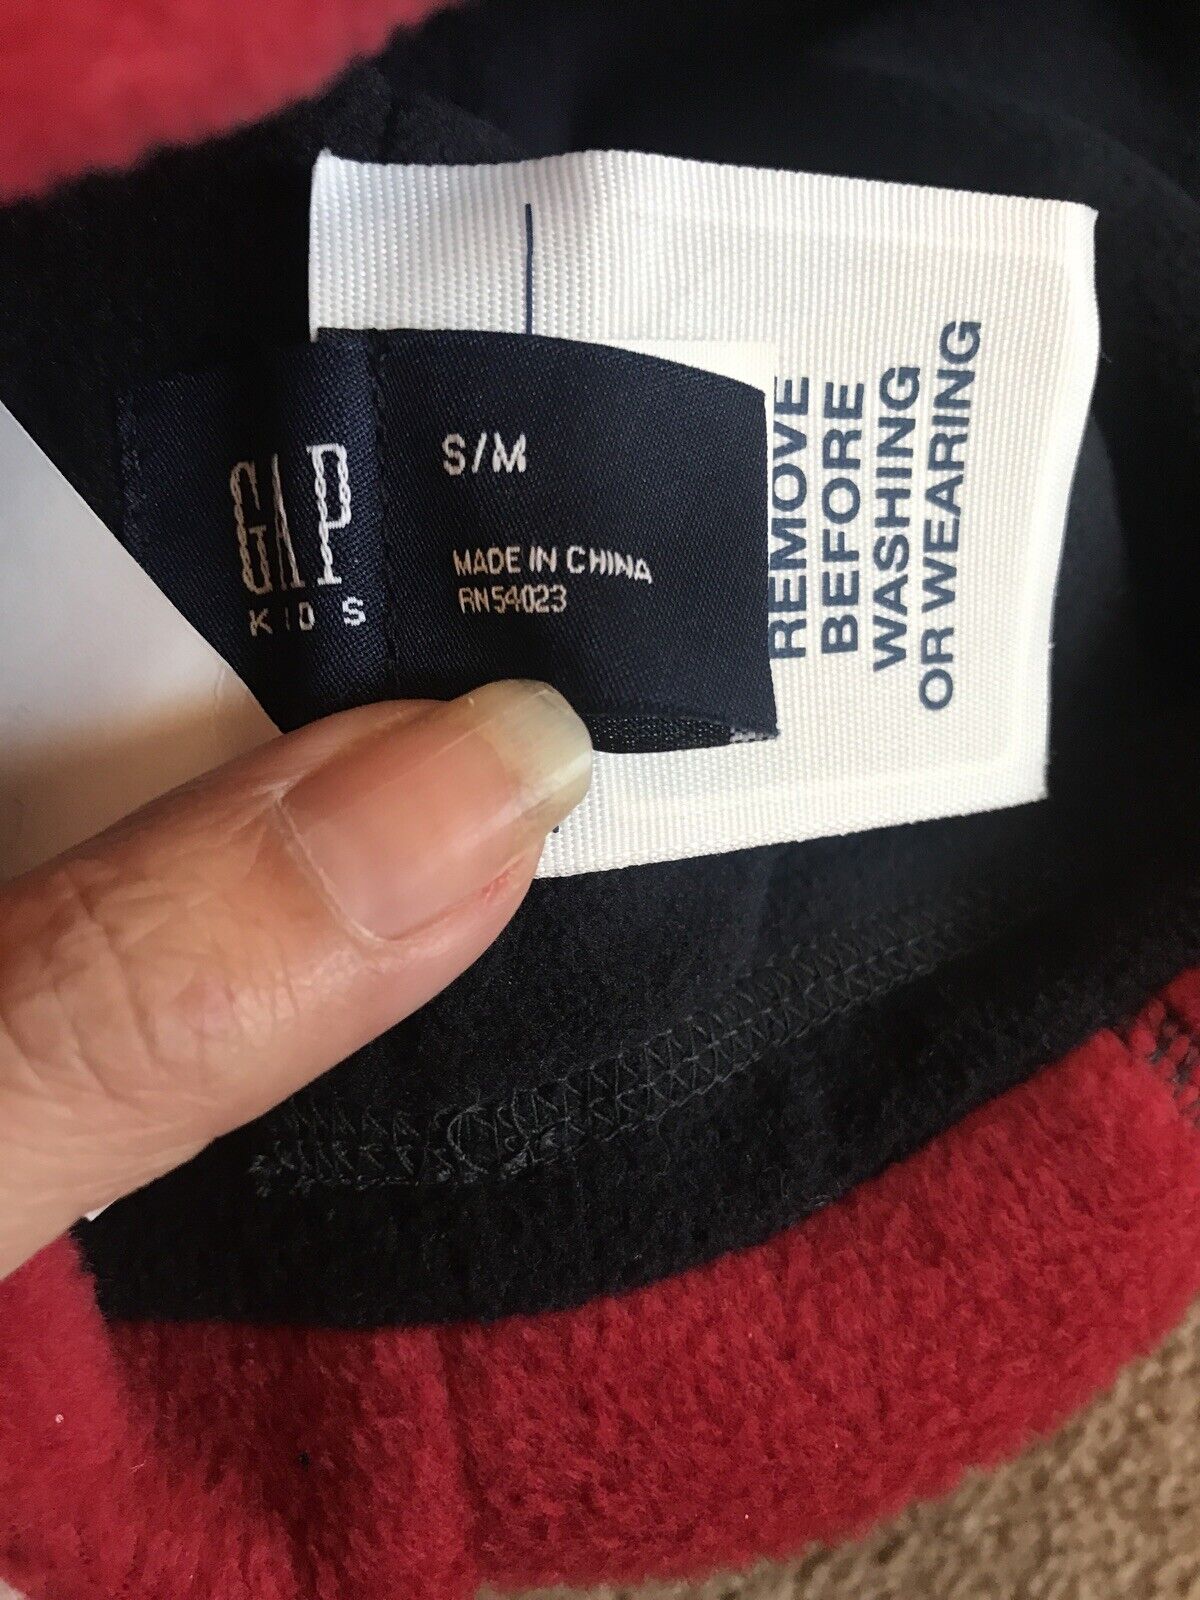 GAP
KIDS
S/M
MADE IN CHINA
RN54023
REMOVE
BEFORE
WASHING
OR WEARING